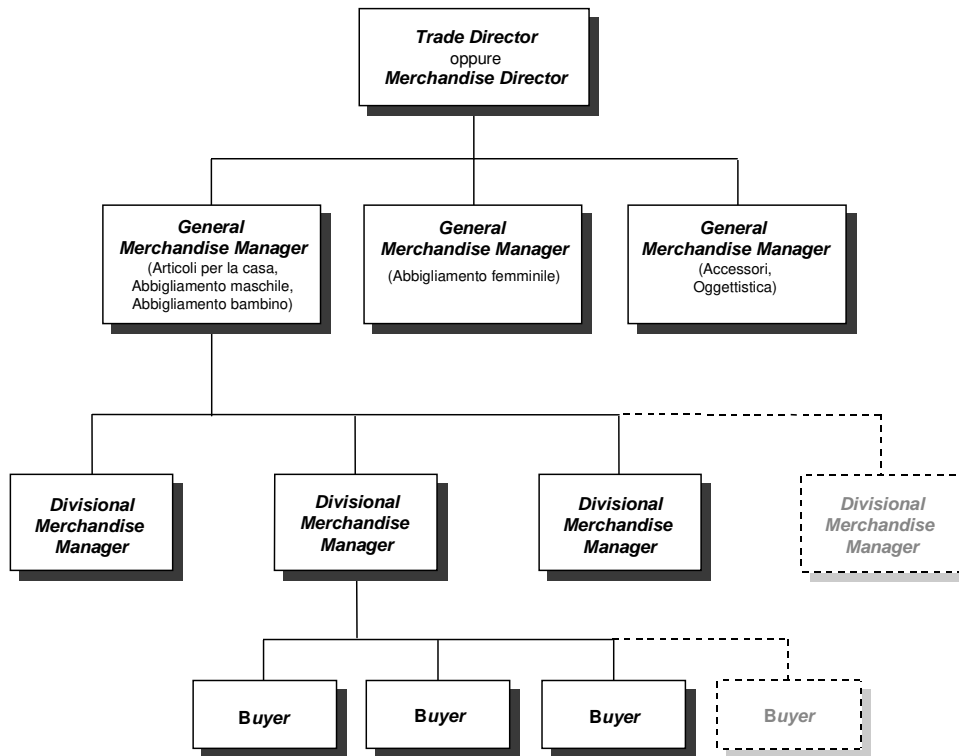 Trade Director
oppure
Merchandise Director
General
Merchandise Manager
(Articoli per la casa,
Abbigliamento maschile,
Abbigliamento bambino)
General
Merchandise Manager
(Abbigliamento femminile)
General
Merchandise Manager
(Accessori,
Oggettistica)
Divisional
Merchandise
Manager
Divisional
Merchandise
Manager
Divisional
Merchandise
Manager
Divisional
Merchandise
Manager
Buyer
Buyer
Buyer
Buyer